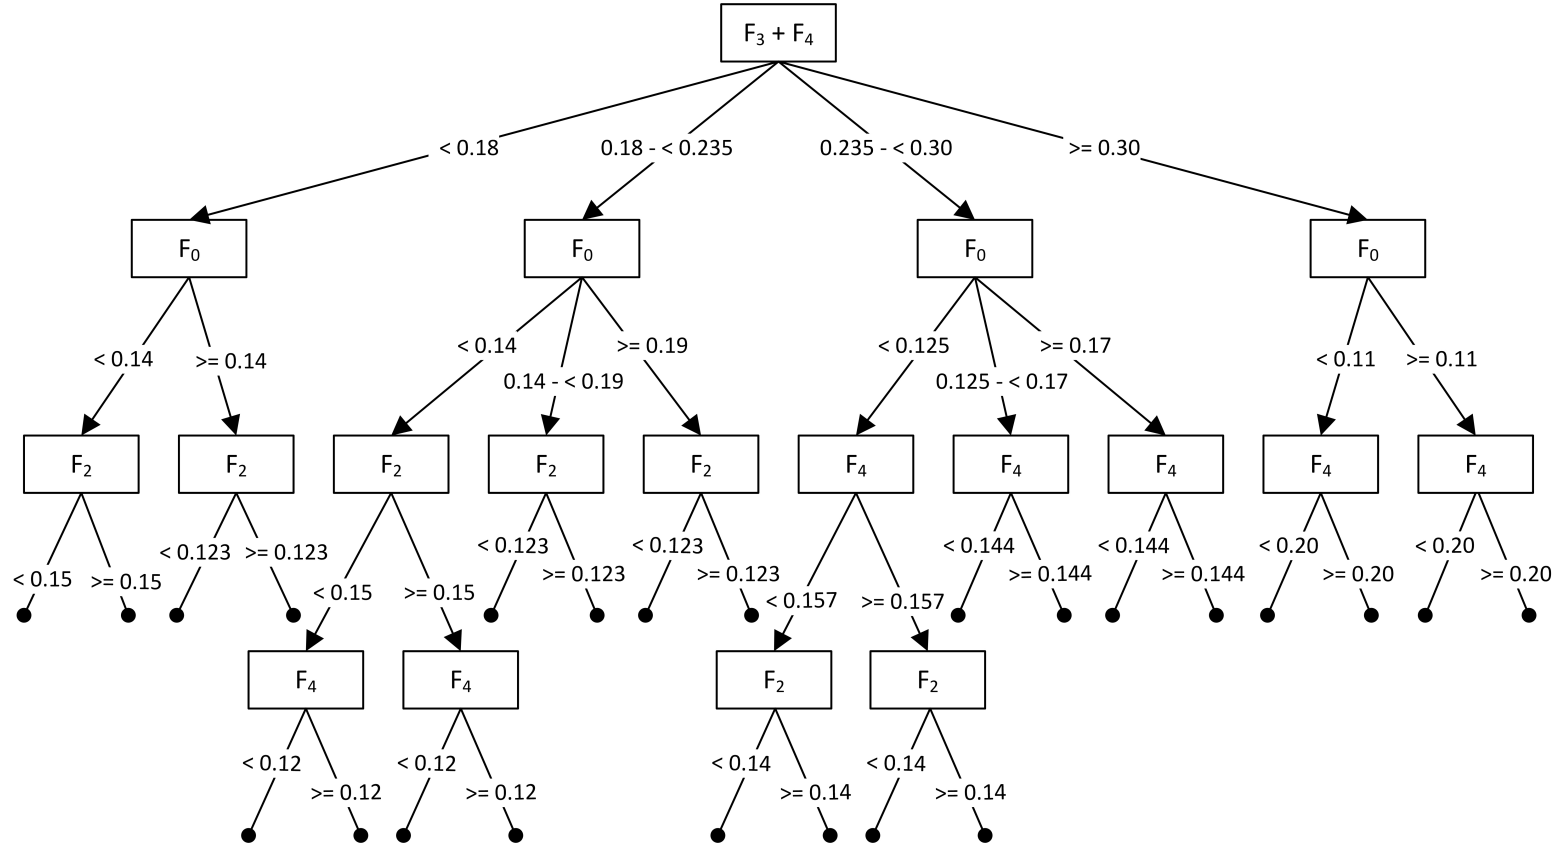 F₃ + F₄
< 0.18
0.18 - < 0.235
0.235 - < 0.30
>= 0.30
F₀
F₀
F₀
F₀
< 0.14
>= 0.14
< 0.14
0.14 - < 0.19
>= 0.19
< 0.125
0.125 - < 0.17
>= 0.17
< 0.11
>= 0.11
F₂
F₂
F₂
F₂
F₂
F₄
F₄
F₄
F₄
F₄
< 0.15
>= 0.15
< 0.123
>= 0.123
< 0.15
>= 0.15
< 0.123
>= 0.123
< 0.123
>= 0.123
< 0.157
>= 0.157
< 0.144
>= 0.144
< 0.144
>= 0.144
< 0.20
>= 0.20
< 0.20
>= 0.20
F₄
F₄
F₂
F₂
< 0.12
>= 0.12
< 0.12
>= 0.12
< 0.14
>= 0.14
< 0.14
>= 0.14